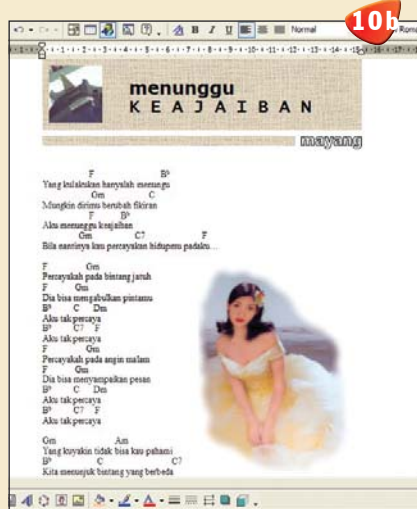 10b
B I U Normal Roma
menunggu
KEAJAIBAN
mayang
F Bb
Yang kulakukan hanyalah menungu
Gm C
Mungkin dirimu berubah fikiran
F Bb
Aku menunggu keajaiban
Gm C7 F
Bila nantinya kau percayakan hidupmu padaku...
F Gm
Percayakah pada bintang jatuh
F Gm
Dia bisa mengabulkan pintamu
Bb C Dm
Aku tak percaya
Bb C7 F
Aku tak percaya
F Gm
Percayakah pada angin malam
F Gm
Dia bisa menyampaikan pesan
Bb C Dm
Aku tak percaya
Bb C7 F
Aku tak percaya
Gm Am
Yang kuyakin tidak bisa kau pahami
Bb C C7
Kita menunjuk bintang yang berbeda